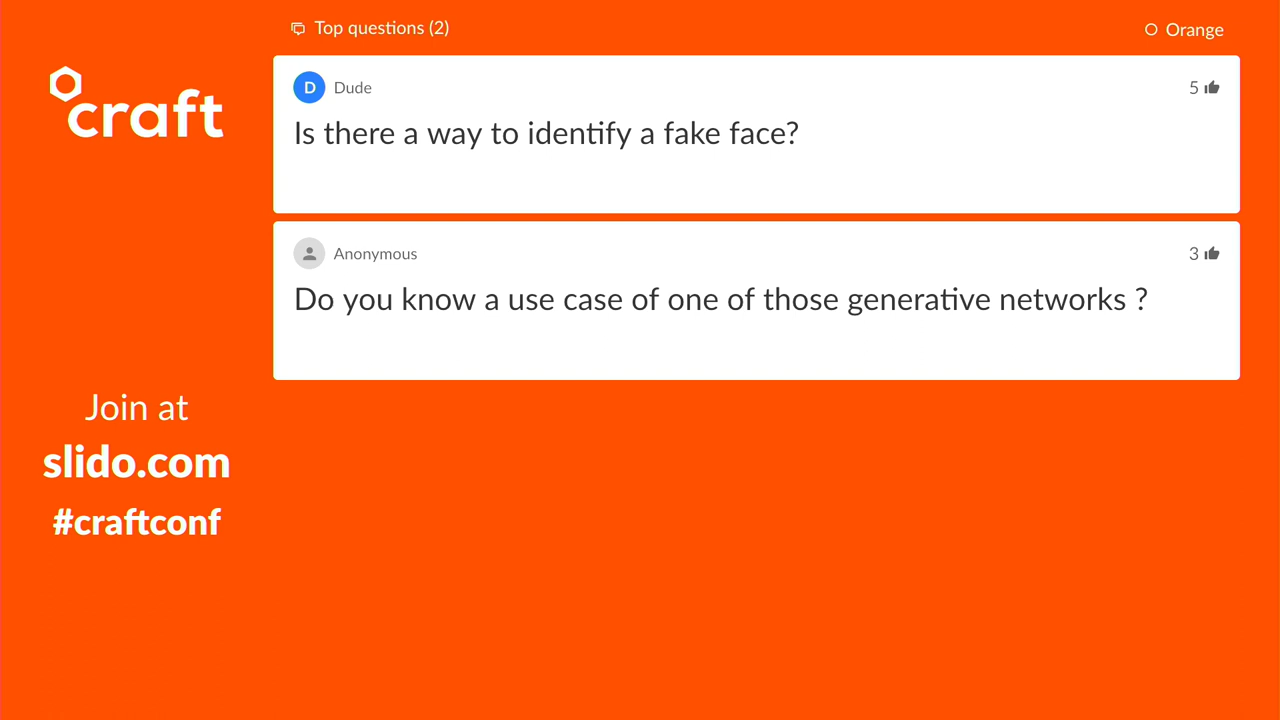 Top questions (2)
Orange
craft
D Dude
5
Is there a way to identify a fake face?
Anonymous
3
Do you know a use case of one of those generative networks ?
Join at
slido.com
#craftconf